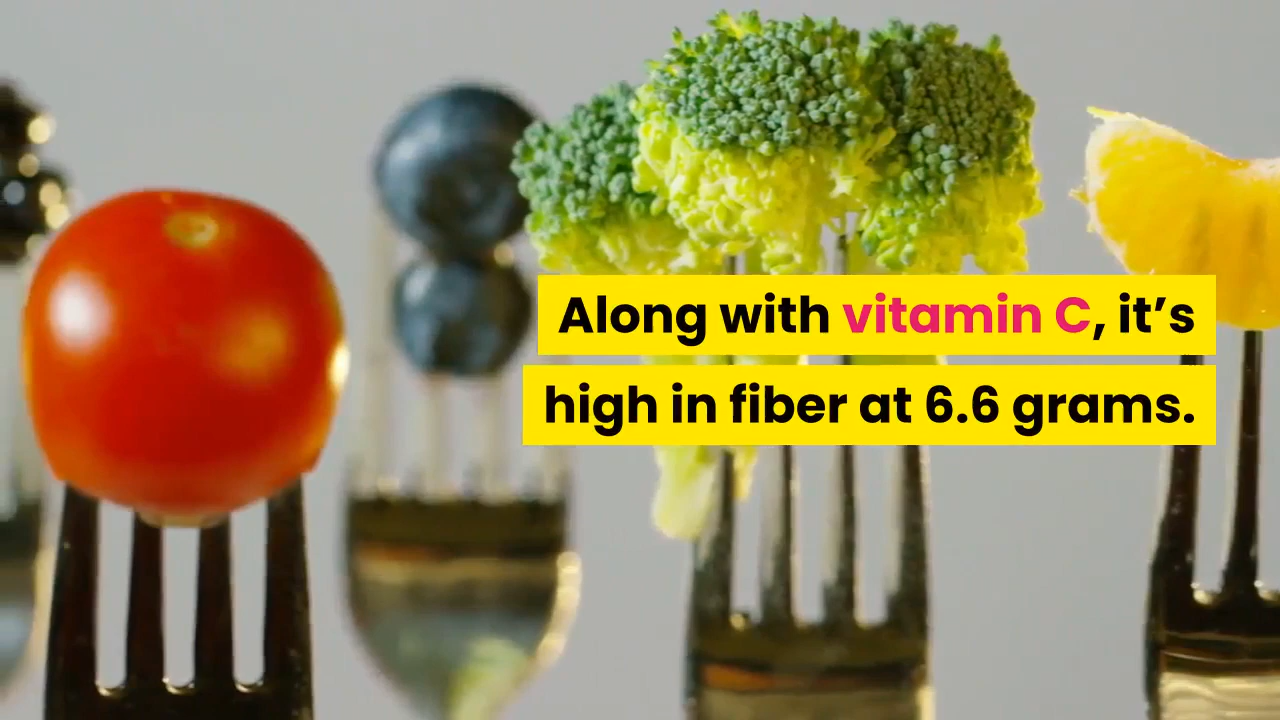 Along with vitamin C, it’s
high in fiber at 6.6 grams.